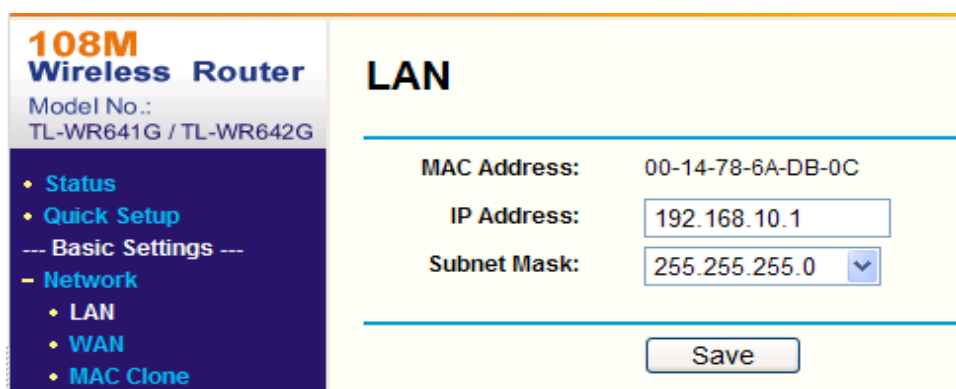 108M
Wireless Router
Model No.:
TL-WR641G / TL-WR642G
• Status
• Quick Setup
--- Basic Settings ---
– Network
• LAN
• WAN
• MAC Clone
LAN
MAC Address: 00-14-78-6A-DB-0C
IP Address: 192.168.10.1
Subnet Mask: 255.255.255.0
Save